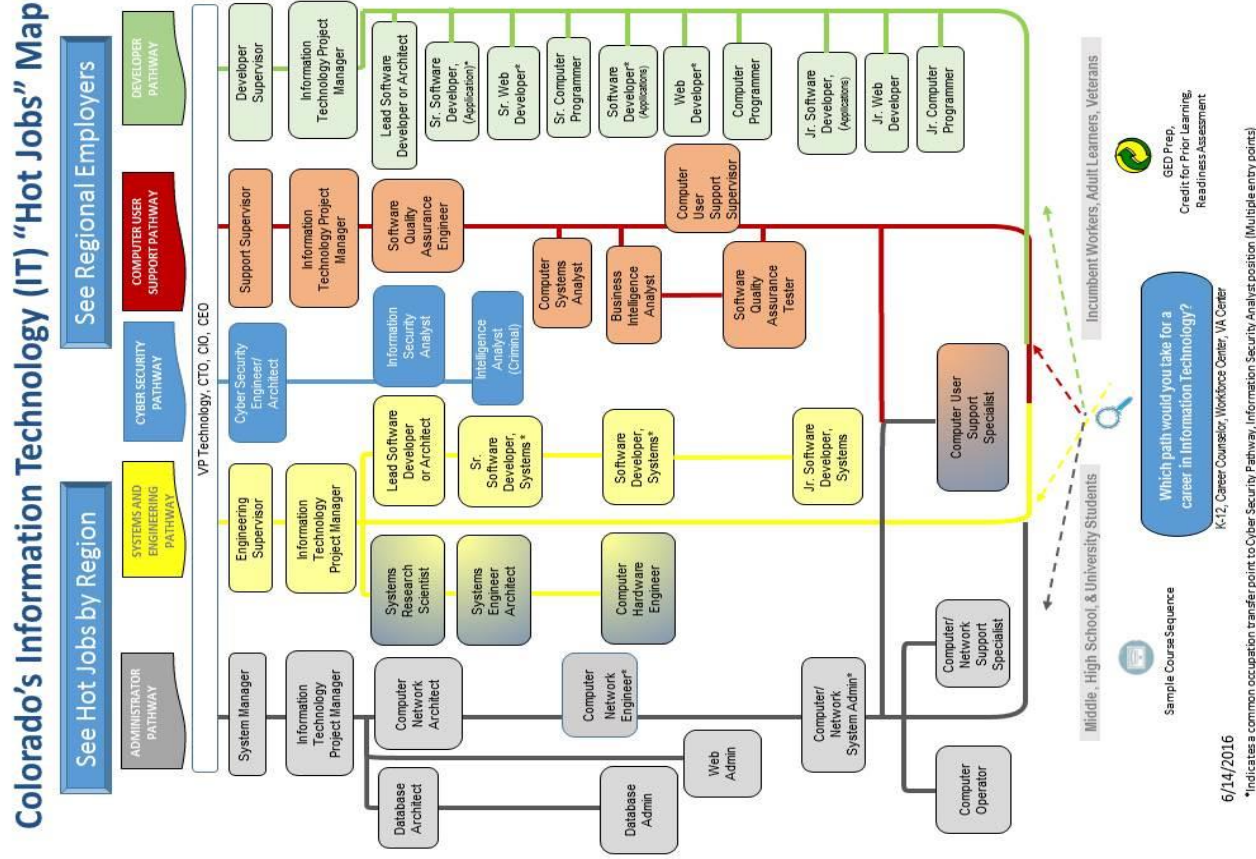 Colorado's Information Technology (IT) "Hot Jobs" Map
See Hot Jobs by Region
See Regional Employers
ADMINISTRATOR
PATHWAY
SYSTEMS AND
ENGINEERING
PATHWAY
CYBER SECURITY
PATHWAY
COMPUTER USER
SUPPORT PATHWAY
DEVELOPER
PATHWAY
VP Technology, CTO, CIO, CEO
System Manager
Engineering
Supervisor
Cyber Security
Engineer/
Architect
Support Supervisor
Developer
Supervisor
Information
Technology
Project Manager
Information
Technology
Project Manager
Information
Technology Project
Manager
Information
Technology Project
Manager
Database
Architect
Computer
Network
Architect
Systems
Research
Scientist
Lead Software
Developer
or Architect
Information
Security
Analyst
Software
Quality
Assurance
Engineer
Lead Software
Developer or Architect
Systems
Engineer
Architect
Sr.
Software
Developer,
Systems *
Intelligence
Analyst
(Criminal)
Sr. Software
Developer,
(Application)*
Computer
Network
Engineer*
Computer
Systems
Analyst
Sr. Web
Developer*
Sr. Computer
Programmer
Database
Admin
Computer
Hardware
Engineer
Software
Developer,
Systems*
Business
Intelligence
Analyst
Software
Developer*
(Applications)
Web
Admin
Computer
User
Support
Supervisor
Web
Developer*
Software
Quality
Assurance
Tester
Computer
Programmer
Computer/
Network
System Admin*
Jr. Software
Developer,
Systems
Jr. Software
Developer,
(Applications)
Jr. Web
Developer
Computer
Operator
Computer/
Network
Support
Specialist
Computer User
Support
Specialist
Jr. Computer
Programmer
Middle, High School, & University Students
Incumbent Workers, Adult Learners, Veterans
Sample Course Sequence
Which path would you take for a
career in Information Technology?
GED Prep,
Credit for Prior Learning,
Readiness Assessment
K-12, Career Counselor, Workforce Center, VA Center
6/14/2016
*Indicates a common occupation transfer point to Cyber Security Pathway, Information Security Analyst position (Multiple entry points)